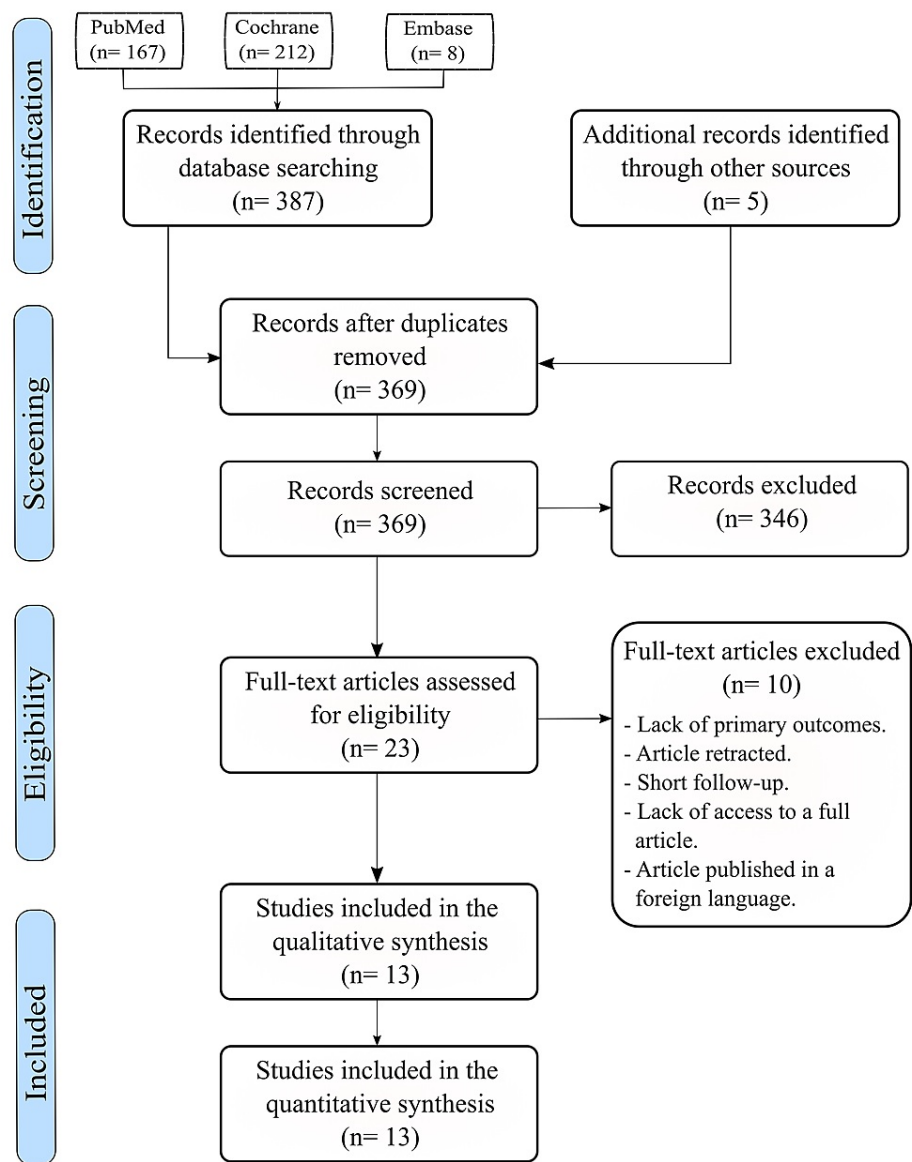 Identification
PubMed
(n= 167)
Cochrane
(n= 212)
Embase
(n= 8)
Records identified through
database searching
(n= 387)
Additional records identified
through other sources
(n= 5)
Screening
Records after duplicates
removed
(n= 369)
Records screened
(n= 369)
Records excluded
(n= 346)
Eligibility
Full-text articles assessed
for eligibility
(n= 23)
Full-text articles excluded
(n= 10)
- Lack of primary outcomes.
- Article retracted.
- Short follow-up.
- Lack of access to a full
article.
- Article published in a
foreign language.
Included
Studies included in the
qualitative synthesis
(n= 13)
Studies included in the
quantitative synthesis
(n= 13)